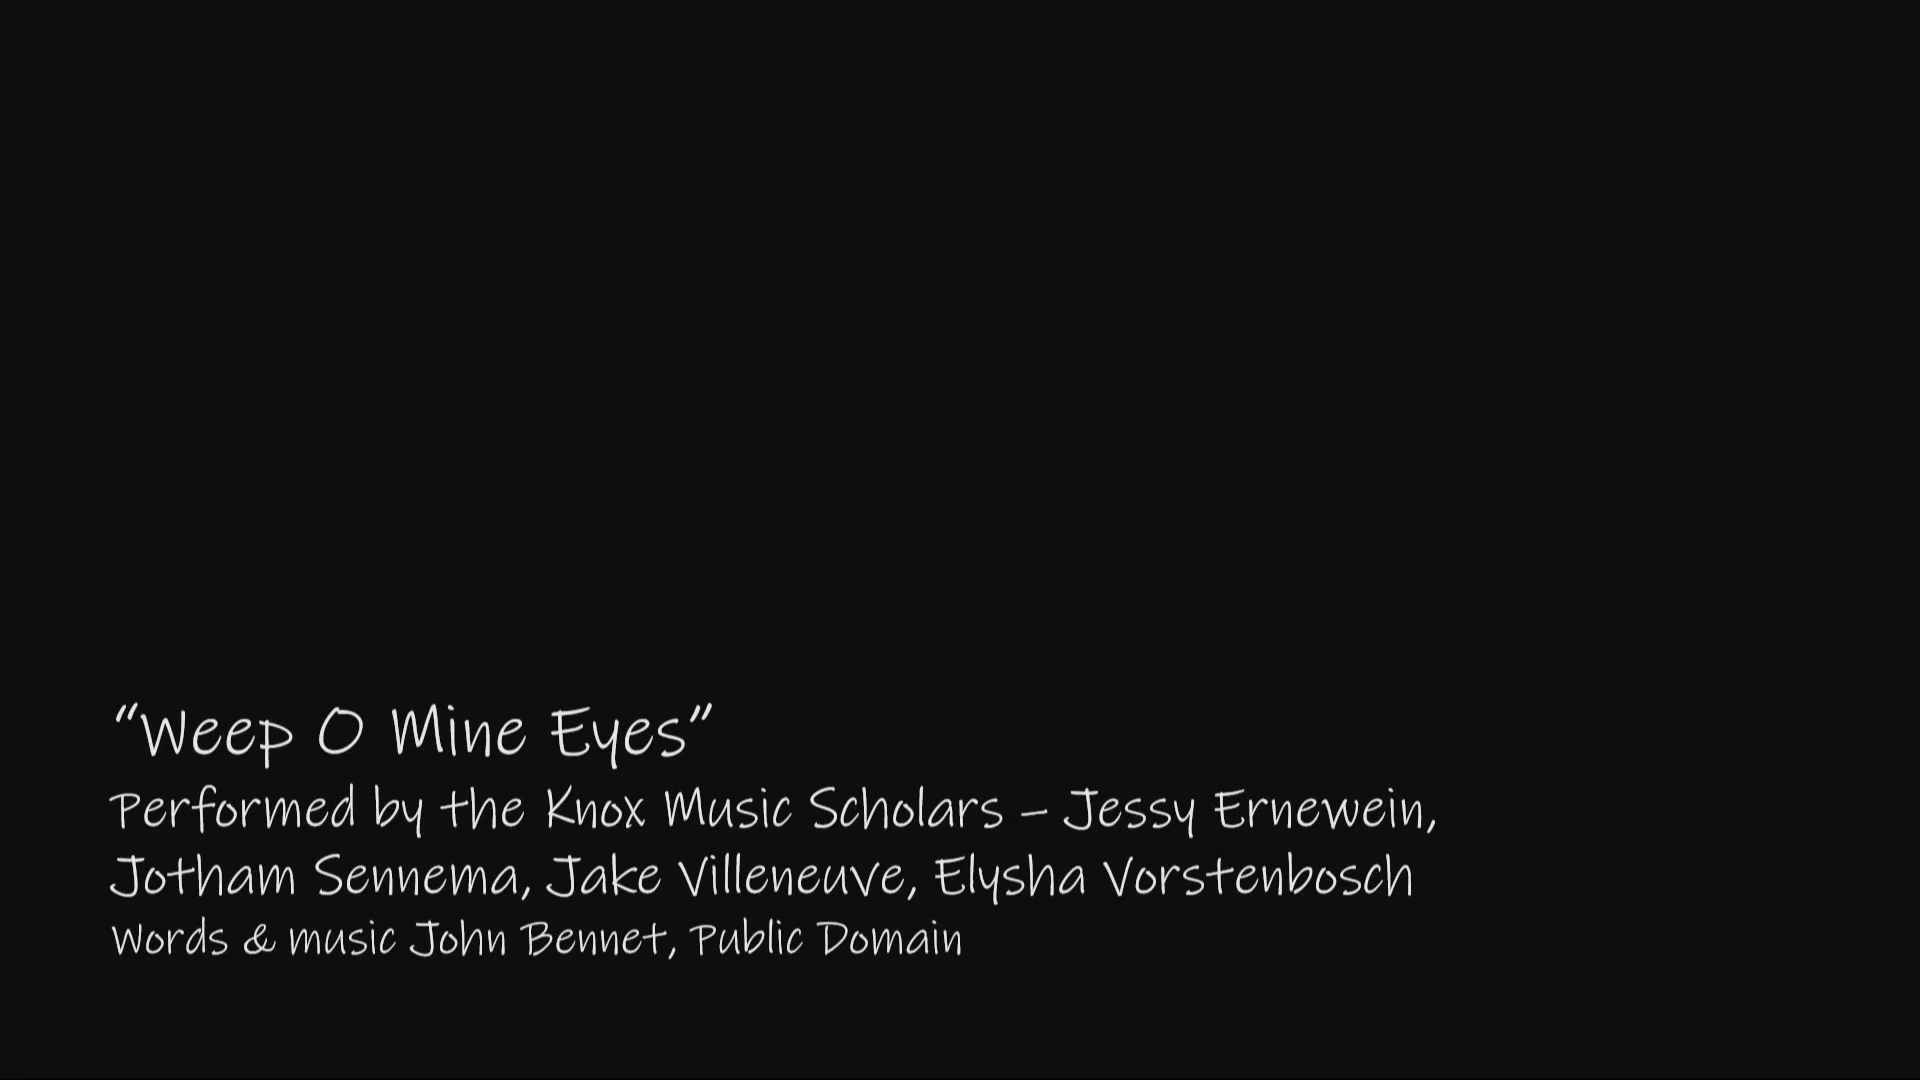 “Weep O Mine Eyes”
Performed by the Knox Music Scholars – Jessy Ernewein,
Jotham Sennema, Jake Villeneuve, Elysha Vorstenbosch
Words & music John Bennet, Public Domain